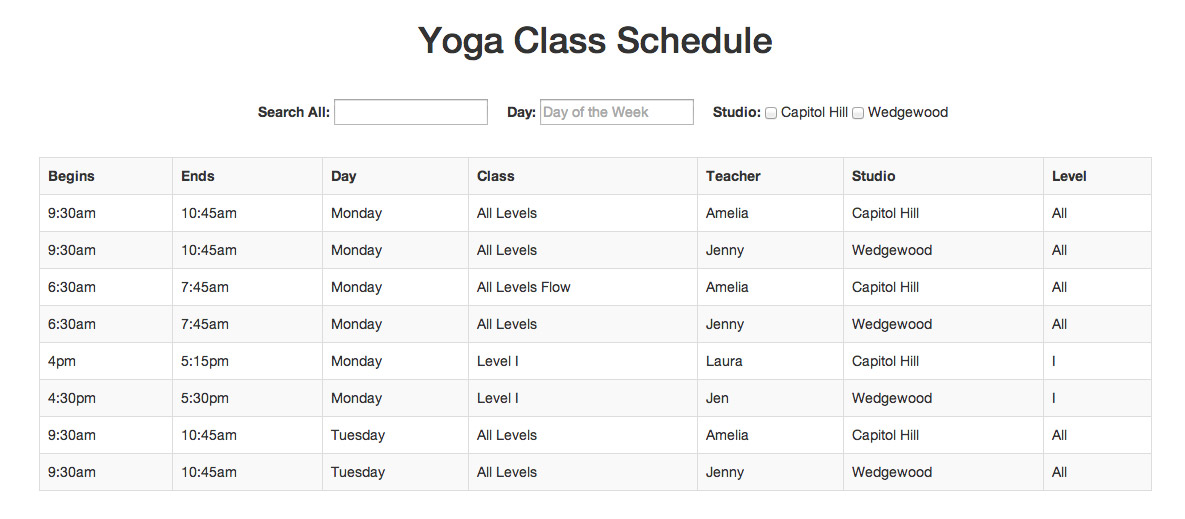 Yoga Class Schedule
Search All: Day: Day of the Week Studio: Capitol Hill Wedgewood
Begins Ends Day Class Teacher Studio Level
9:30am 10:45am Monday All Levels Amelia Capitol Hill All
9:30am 10:45am Monday All Levels Jenny Wedgewood All
6:30am 7:45am Monday All Levels Flow Amelia Capitol Hill All
6:30am 7:45am Monday All Levels Jenny Wedgewood All
4pm 5:15pm Monday Level I Laura Capitol Hill I
4:30pm 5:30pm Monday Level I Jen Wedgewood I
9:30am 10:45am Tuesday All Levels Amelia Capitol Hill All
9:30am 10:45am Tuesday All Levels Jenny Wedgewood All